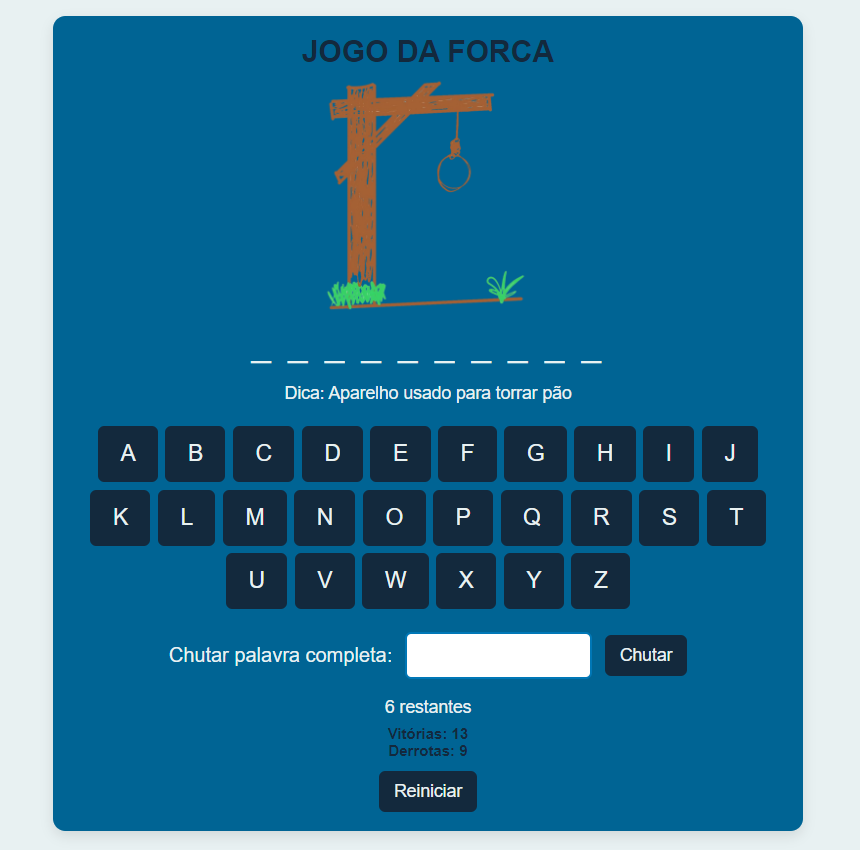 JOGO DA FORCA
_ _ _ _ _ _ _ _ _ _
Dica: Aparelho usado para torrar pão
A B C D E F G H I J
K L M N O P Q R S T
U V W X Y Z
Chutar palavra completa: Chutar
6 restantes
Vitórias: 13
Derrotas: 9
Reiniciar